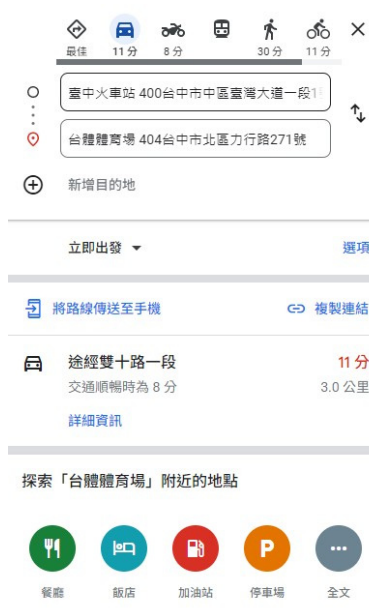 最佳 11 分 8 分 30 分 11 分
臺中火車站 400台中市中區臺灣大道一段1
台體體育場 404台中市北區力行路271號
新增目的地
立即出發 選項
將路線傳送至手機 複製連結
途經雙十路一段 11 分
交通順暢時為 8 分 3.0 公里
詳細資訊
探索「台體體育場」附近的地點
P
餐廳 飯店 加油站 停車場 全文